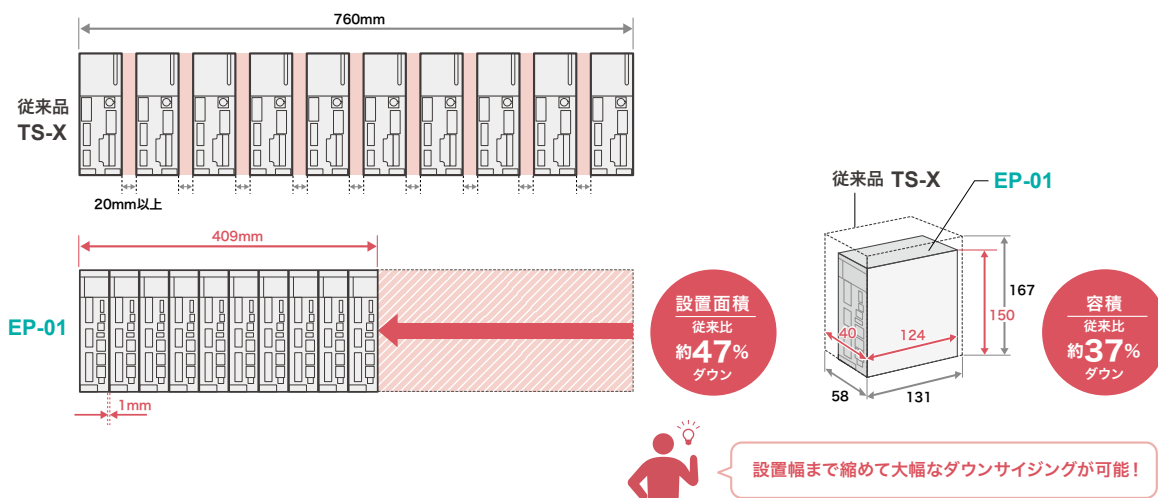 760mm
従来品
TS-X
20mm以上
409mm
EP-01
1mm
設置面積
従来比
約47%
ダウン
従来品 TS-X
EP-01
167
150
40
124
58
131
容積
従来比
約37%
ダウン
設置幅まで縮めて大幅なダウンサイジングが可能！